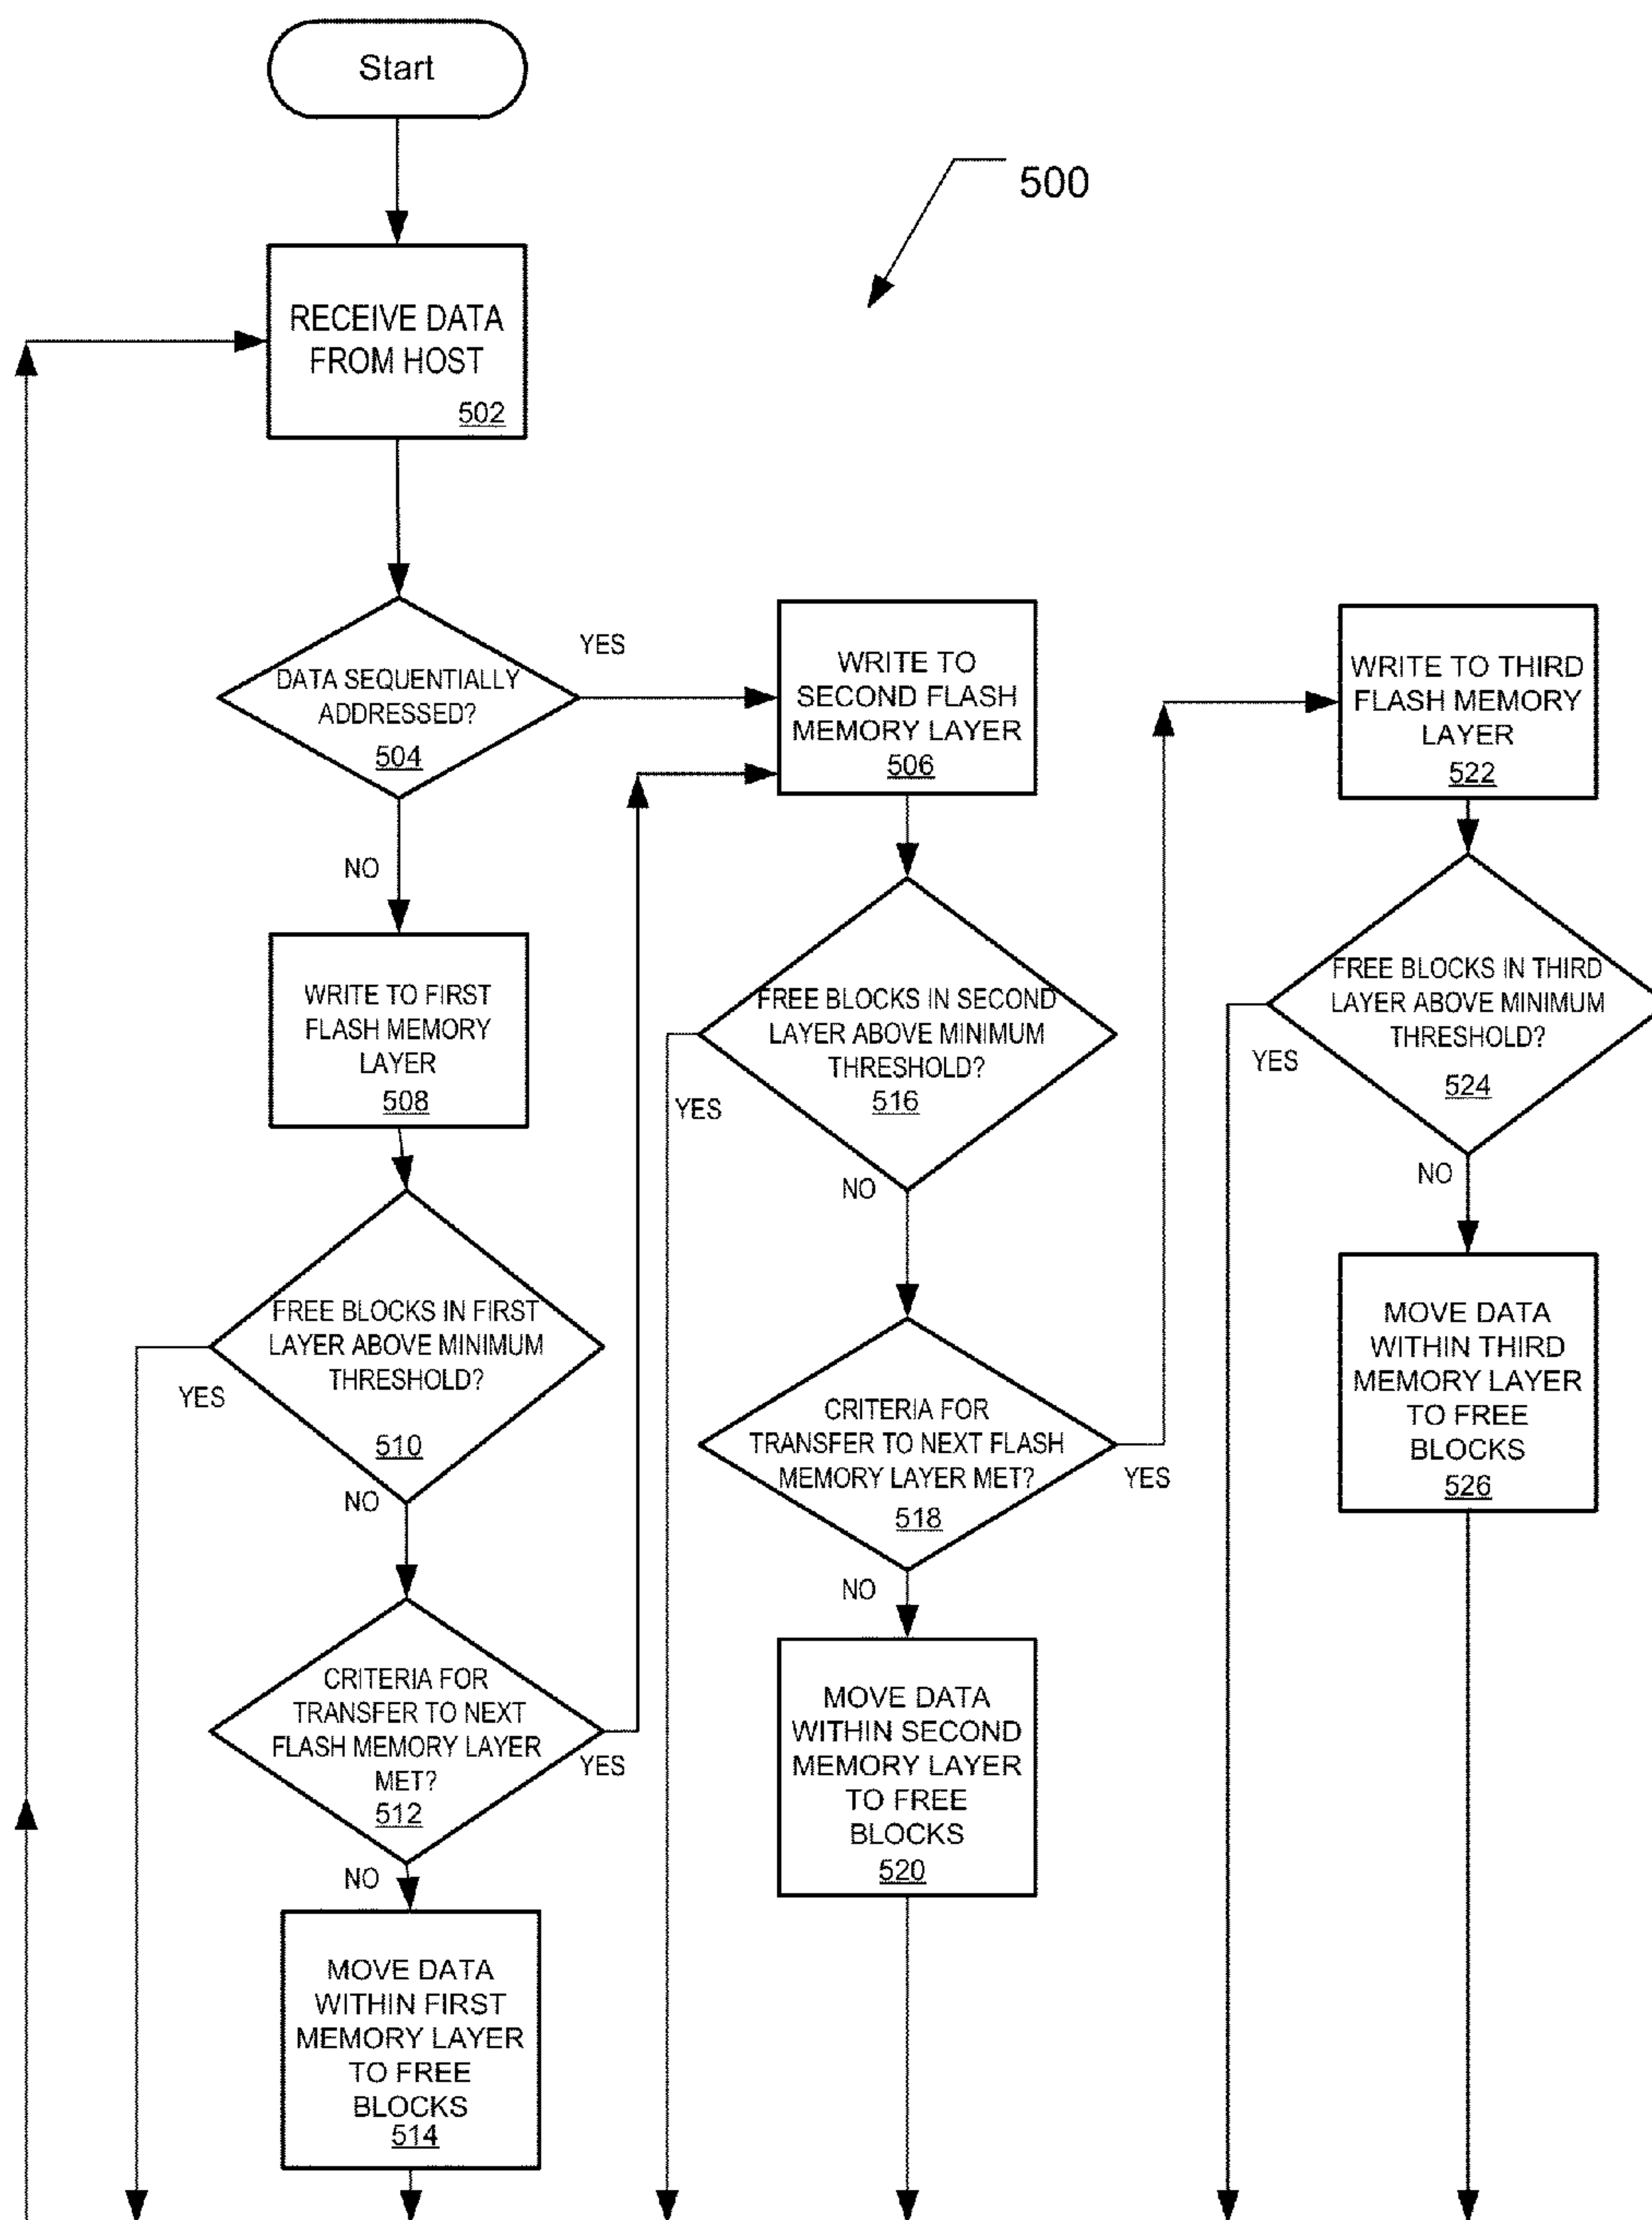 Start
500
RECEIVE DATA
FROM HOST
502
DATA SEQUENTIALLY
ADDRESSED?
504
YES
NO
WRITE TO FIRST
FLASH MEMORY
LAYER
508
FREE BLOCKS IN FIRST
LAYER ABOVE MINIMUM
THRESHOLD?
510
YES
NO
CRITERIA FOR
TRANSFER TO NEXT
FLASH MEMORY LAYER
MET?
512
YES
NO
MOVE DATA
WITHIN FIRST
MEMORY LAYER
TO FREE
BLOCKS
514
WRITE TO
SECOND FLASH
MEMORY LAYER
506
FREE BLOCKS IN SECOND
LAYER ABOVE MINIMUM
THRESHOLD?
516
YES
NO
CRITERIA FOR
TRANSFER TO NEXT FLASH
MEMORY LAYER MET?
518
YES
NO
MOVE DATA
WITHIN SECOND
MEMORY LAYER
TO FREE
BLOCKS
520
WRITE TO THIRD
FLASH MEMORY
LAYER
522
FREE BLOCKS IN THIRD
LAYER ABOVE MINIMUM
THRESHOLD?
524
YES
NO
MOVE DATA
WITHIN THIRD
MEMORY LAYER
TO FREE
BLOCKS
526